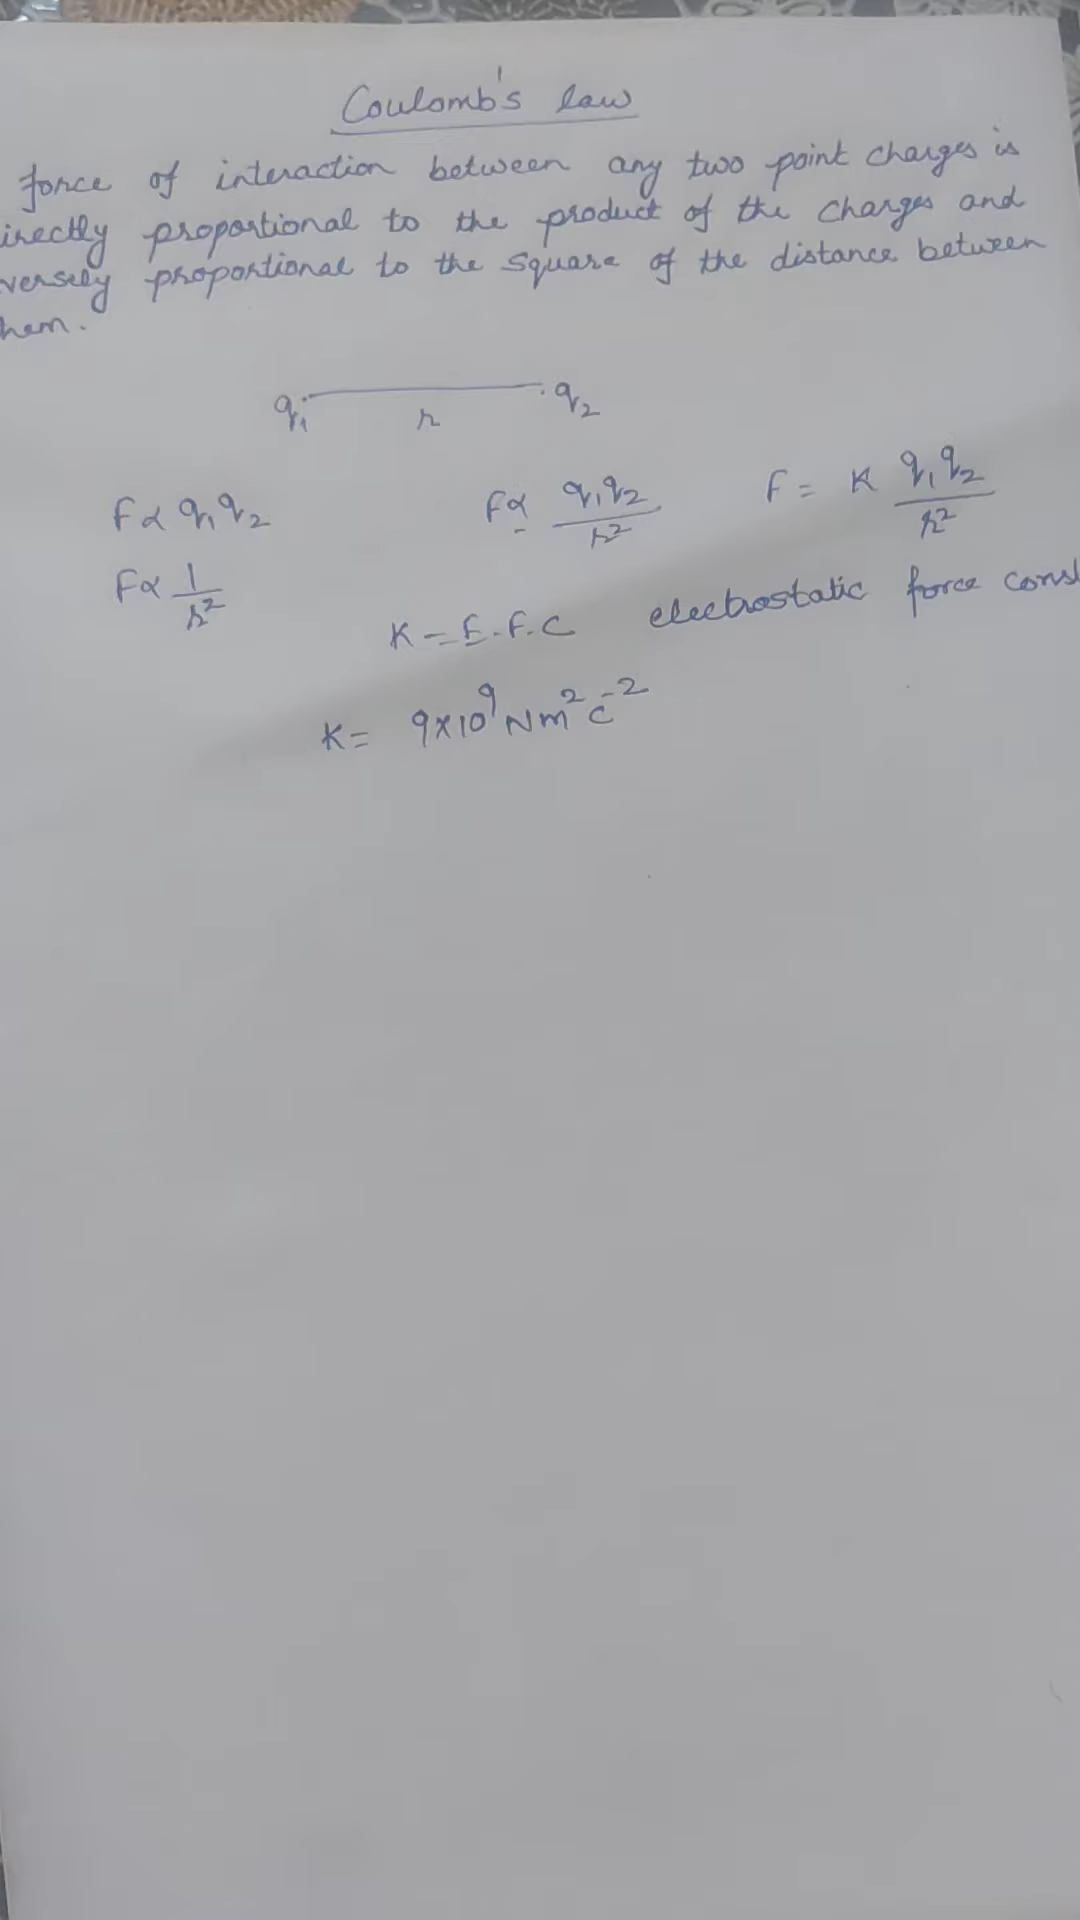 Coulomb's law
force of interaction between any two point charges is
irectly proportional to the product of the charges and
versely proportional to the square of the distance between
hem.
q₁ r q₂
F∝ q₁q₂ F∝ q₁q₂/r² F = K q₁q₂/r²
F∝ 1/r²
K = E.F.C electrostatic force const
K= 9×10⁹Nm²C⁻²